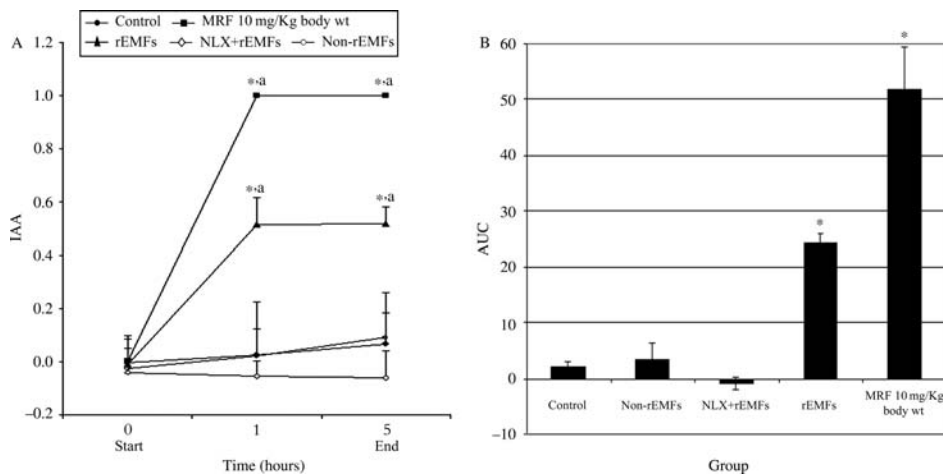 A
Control
MRF 10 mg/Kg body wt
rEMFs
NLX+rEMFs
Non-rEMFs
1.2
1.0
0.8
0.6
0.4
0.2
0.0
−0.2
IAA
*,a
*,a
*,a
*,a
0
1
5
Start
End
Time (hours)
B
60
50
40
30
20
10
0
−10
AUC
*
*
Control
Non-rEMFs
NLX+rEMFs
rEMFs
MRF 10 mg/Kg
body wt
Group